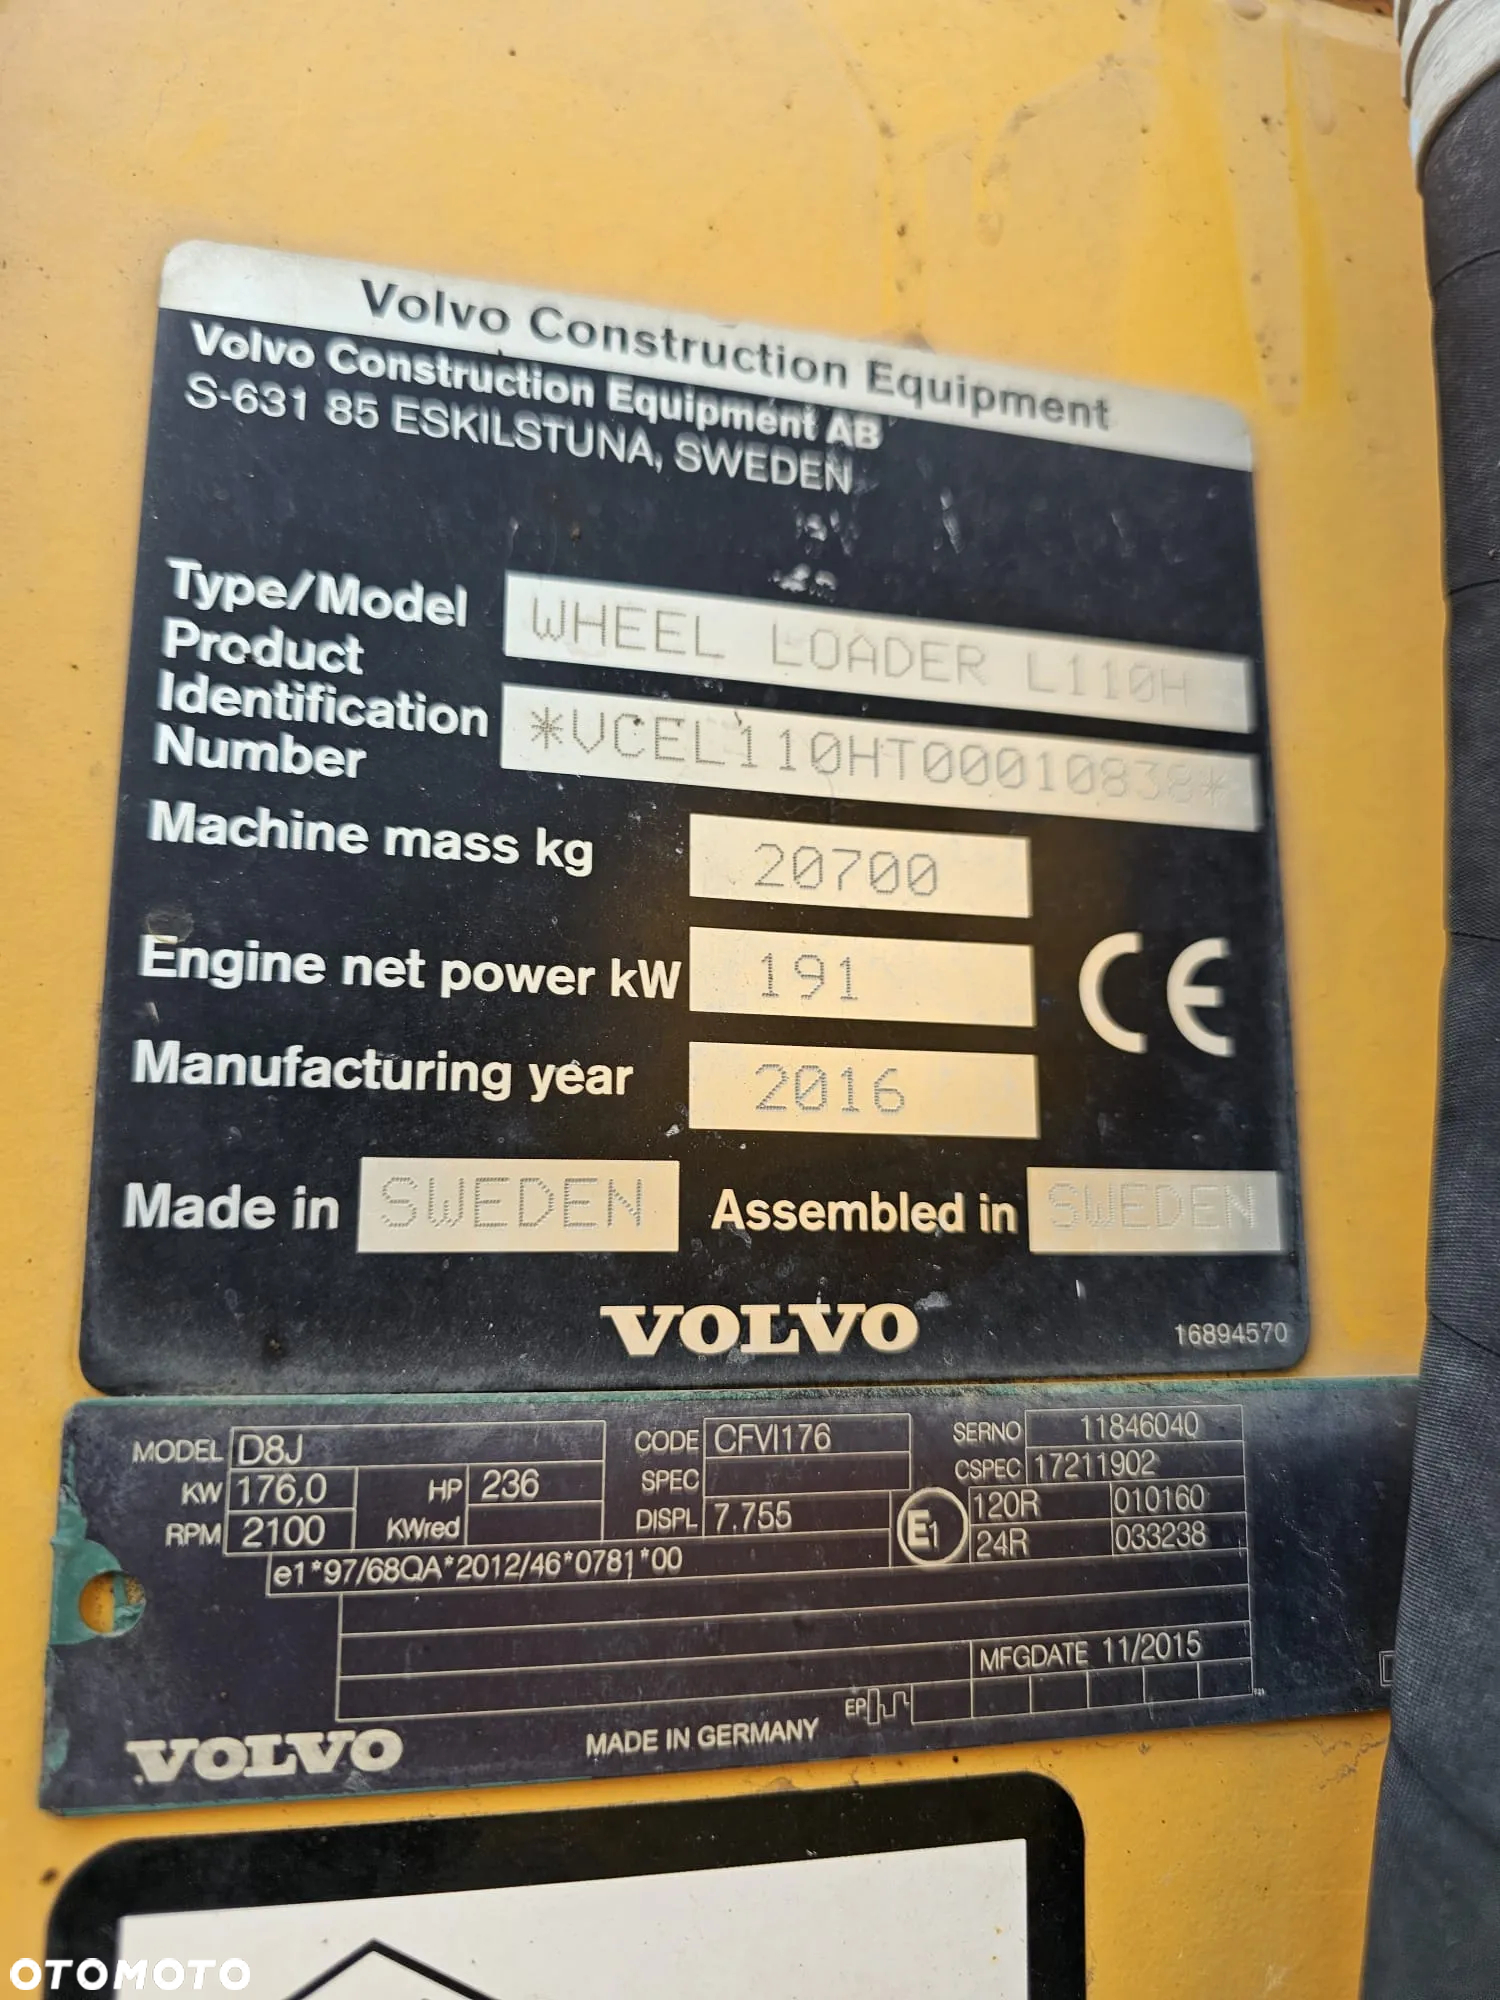 Volvo Construction Equipment
Volvo Construction Equipment AB
S-631 85 ESKILSTUNA, SWEDEN
Type/Model WHEEL LOADER L110H
Product
Identification
Number *VCEL110HT00010838*
Machine mass kg 20700
Engine net power kW 191
CE
Manufacturing year 2016
Made in SWEDEN Assembled in SWEDEN
VOLVO 16894570
MODEL D8J CODE CFVI176 SERNO 11846040
KW 176,0 HP 236 SPEC CSPEC 17211902
RPM 2100 KWred DISPL 7.755 E1 120R 010160
24R 033238
e1*97/68QA*2012/46*0781*00
MFGDATE 11/2015
EP
VOLVO MADE IN GERMANY
OTOMOTO